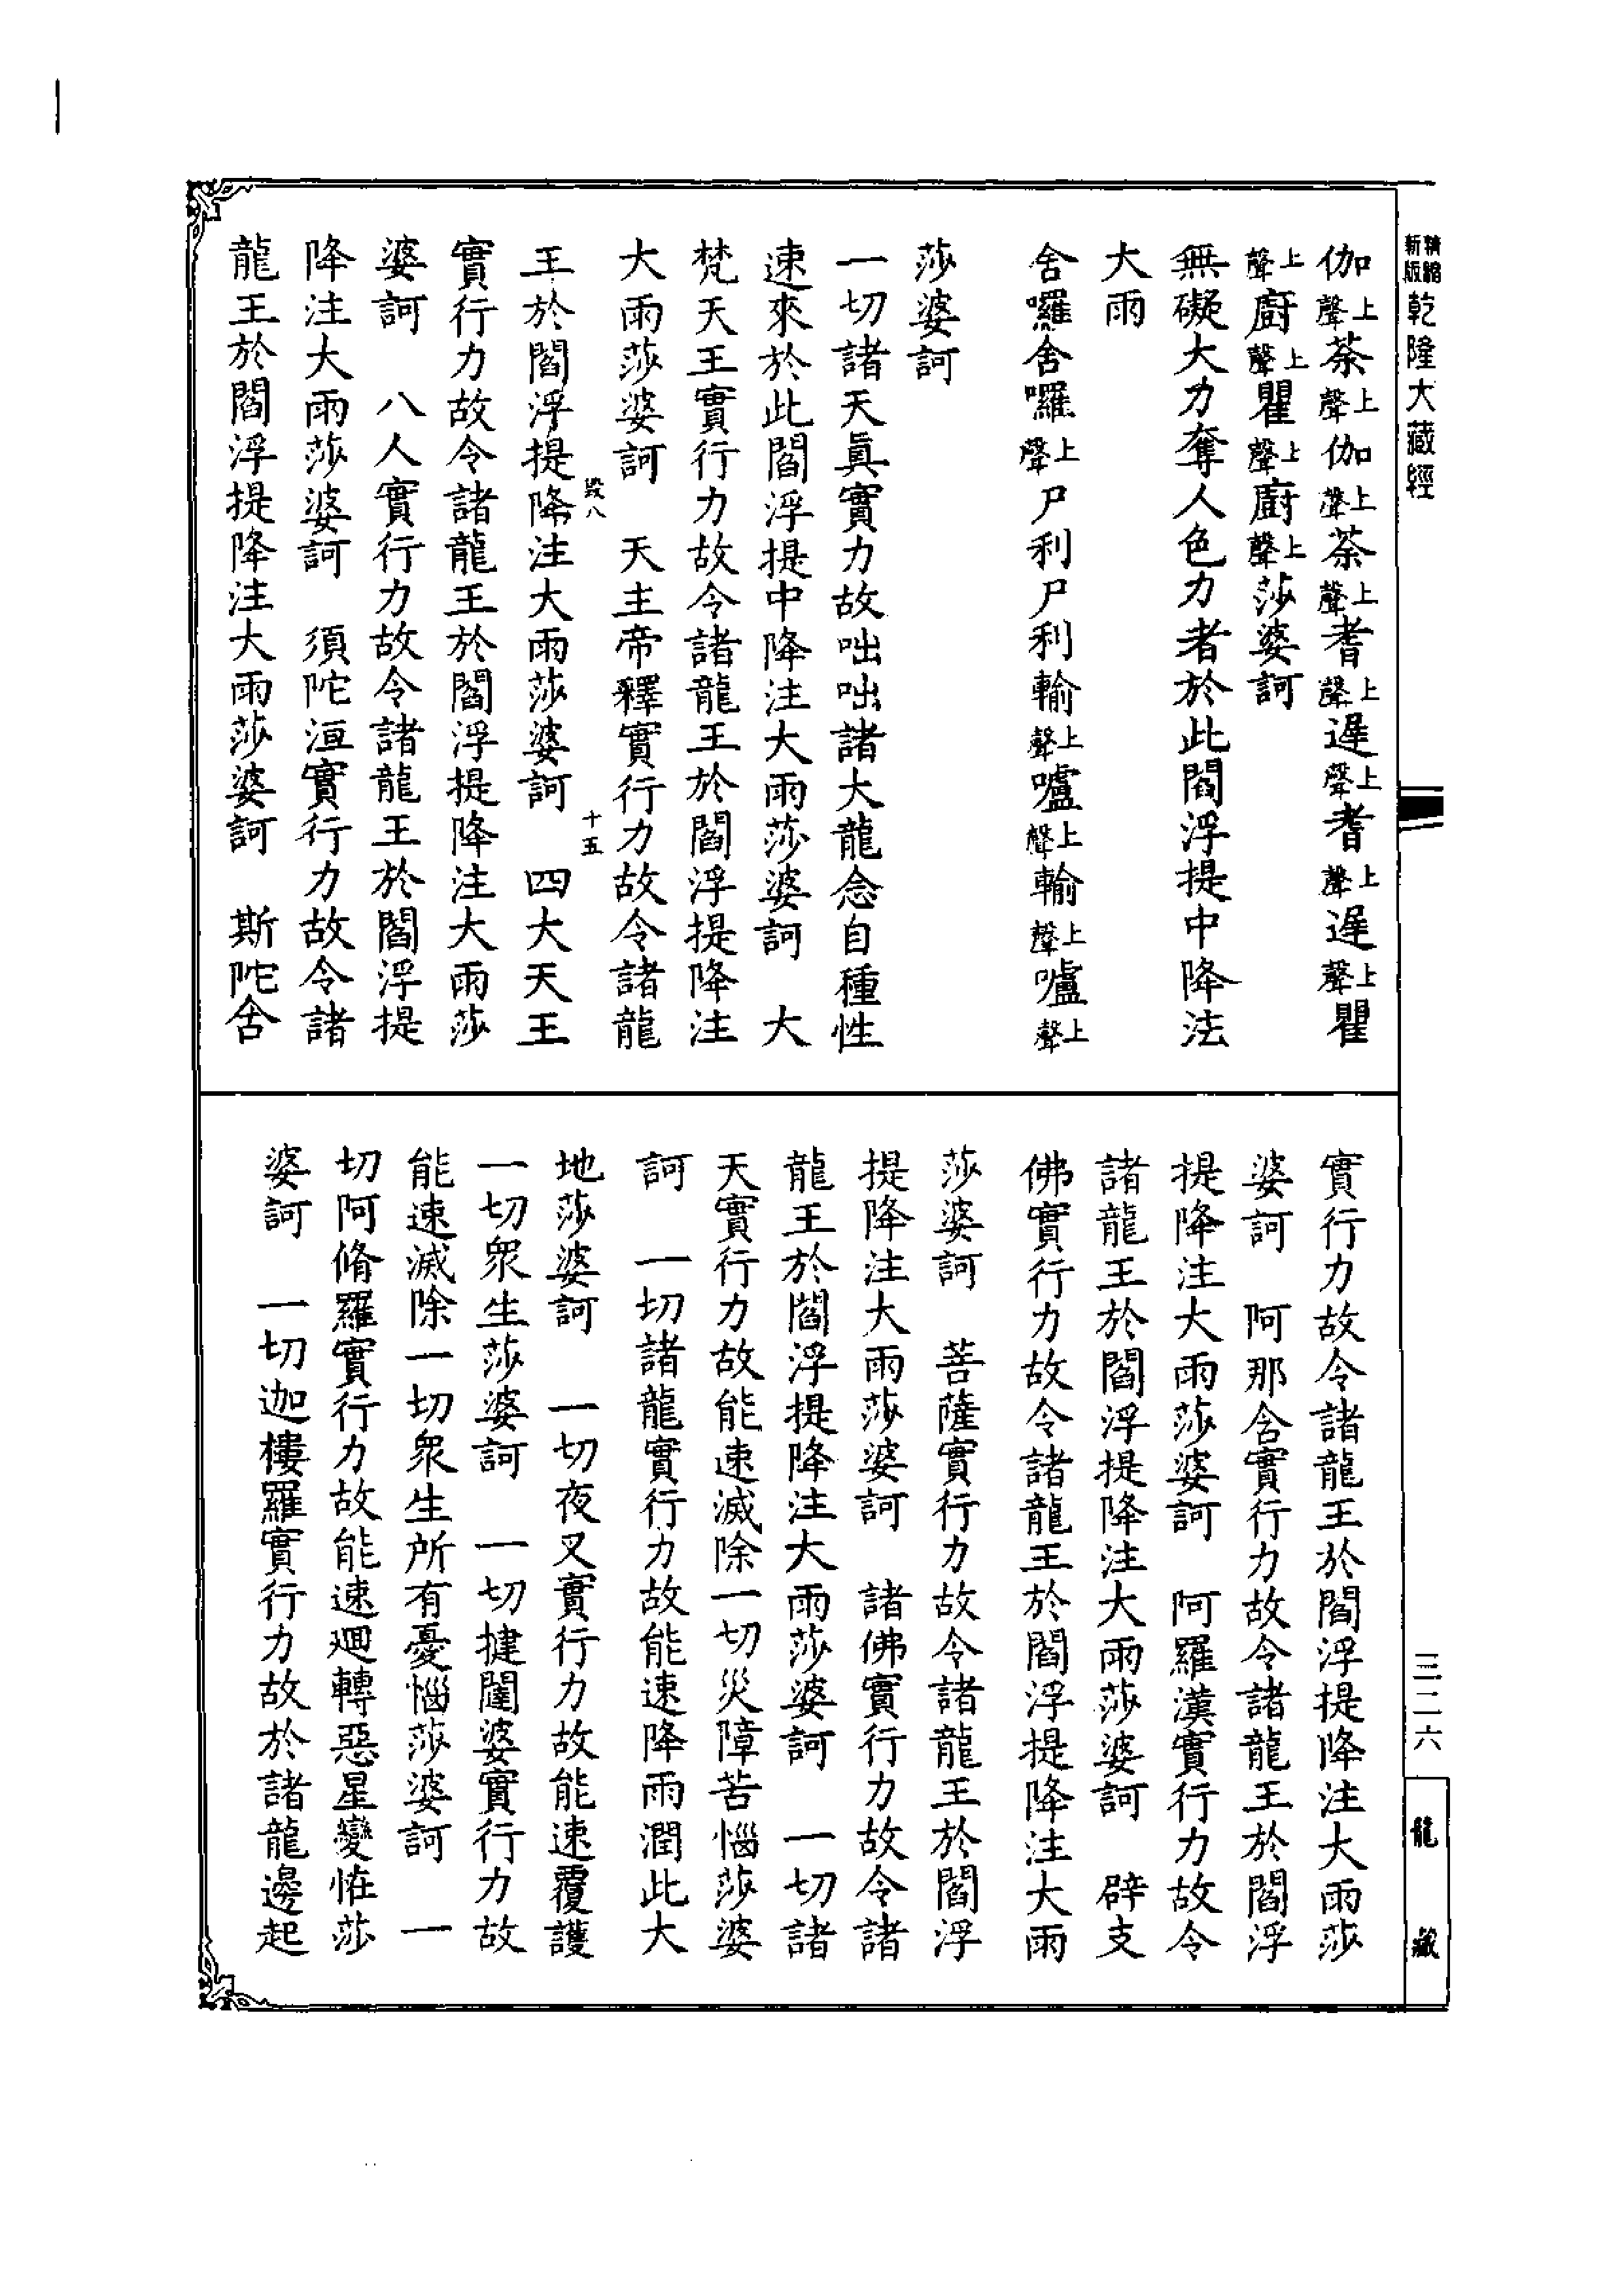 精縮
新版
乾隆大藏經
伽上聲茶上聲伽上聲茶上聲耆上聲遲上聲耆上聲遲上聲瞿
上聲廚上聲瞿上聲廚上聲莎婆訶
無礙大力奪人色力者於此閻浮提中降法
大雨
舍囉舍囉上聲尸利尸利輸上聲嚧上聲輸上聲嚧上聲
莎婆訶
一切諸天真實力故咄咄諸大龍念自種性
速來於此閻浮提中降注大雨莎婆訶　大
梵天王實行力故令諸龍王於閻浮提降注
大雨莎婆訶　天主帝釋實行力故令諸龍
毀八　十五
王於閻浮提降注大雨莎婆訶　四大天王
實行力故令諸龍王於閻浮提降注大雨莎
婆訶　八人實行力故令諸龍王於閻浮提
降注大雨莎婆訶　須陀洹實行力故令諸
龍王於閻浮提降注大雨莎婆訶　斯陀含
實行力故令諸龍王於閻浮提降注大雨莎
婆訶　阿那含實行力故令諸龍王於閻浮
提降注大雨莎婆訶　阿羅漢實行力故令
諸龍王於閻浮提降注大雨莎婆訶　辟支
佛實行力故令諸龍王於閻浮提降注大雨
莎婆訶　菩薩實行力故令諸龍王於閻浮
提降注大雨莎婆訶　諸佛實行力故令諸
龍王於閻浮提降注大雨莎婆訶　一切諸
天實行力故能速滅除一切災障苦惱莎婆
訶　一切諸龍實行力故能速降雨潤此大
地莎婆訶　一切夜叉實行力故能速覆護
一切衆生莎婆訶　一切揵闥婆實行力故
能速滅除一切衆生所有憂惱莎婆訶　一
切阿脩羅實行力故能速迴轉惡星變恠莎
婆訶　一切迦樓羅實行力故於諸龍邊起
三二六
龍藏